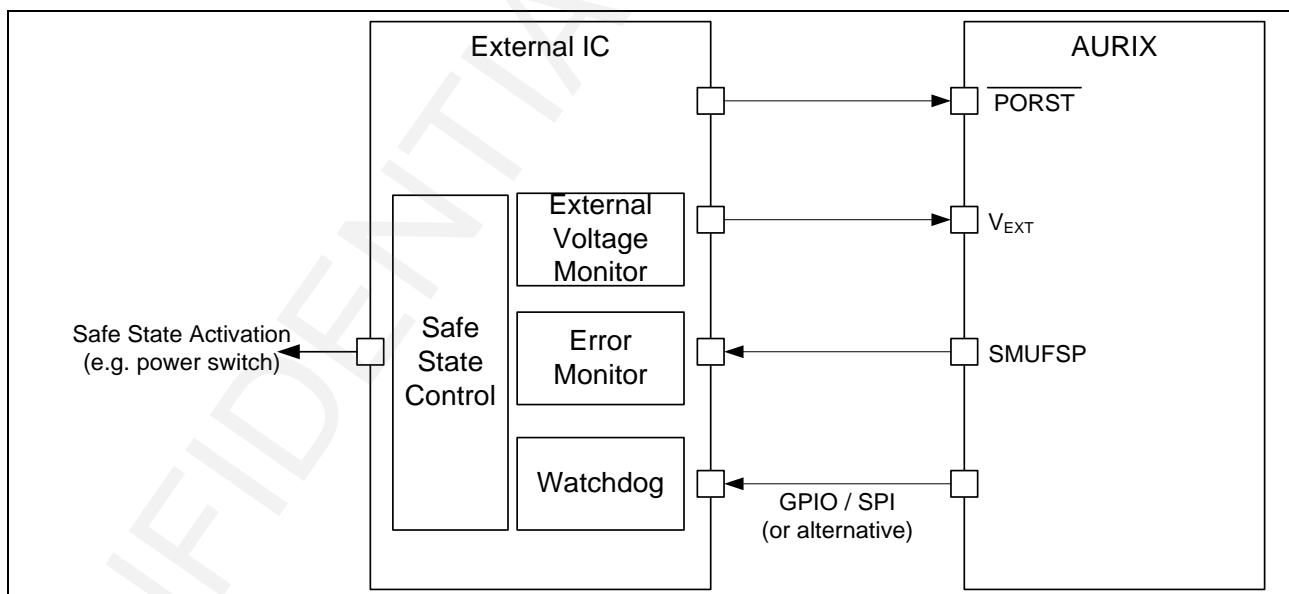 External IC
AURIX
PORST
External
Voltage
Monitor
VEXT
Safe State Activation
(e.g. power switch)
Safe
State
Control
Error
Monitor
SMUFSP
Watchdog
GPIO / SPI
(or alternative)